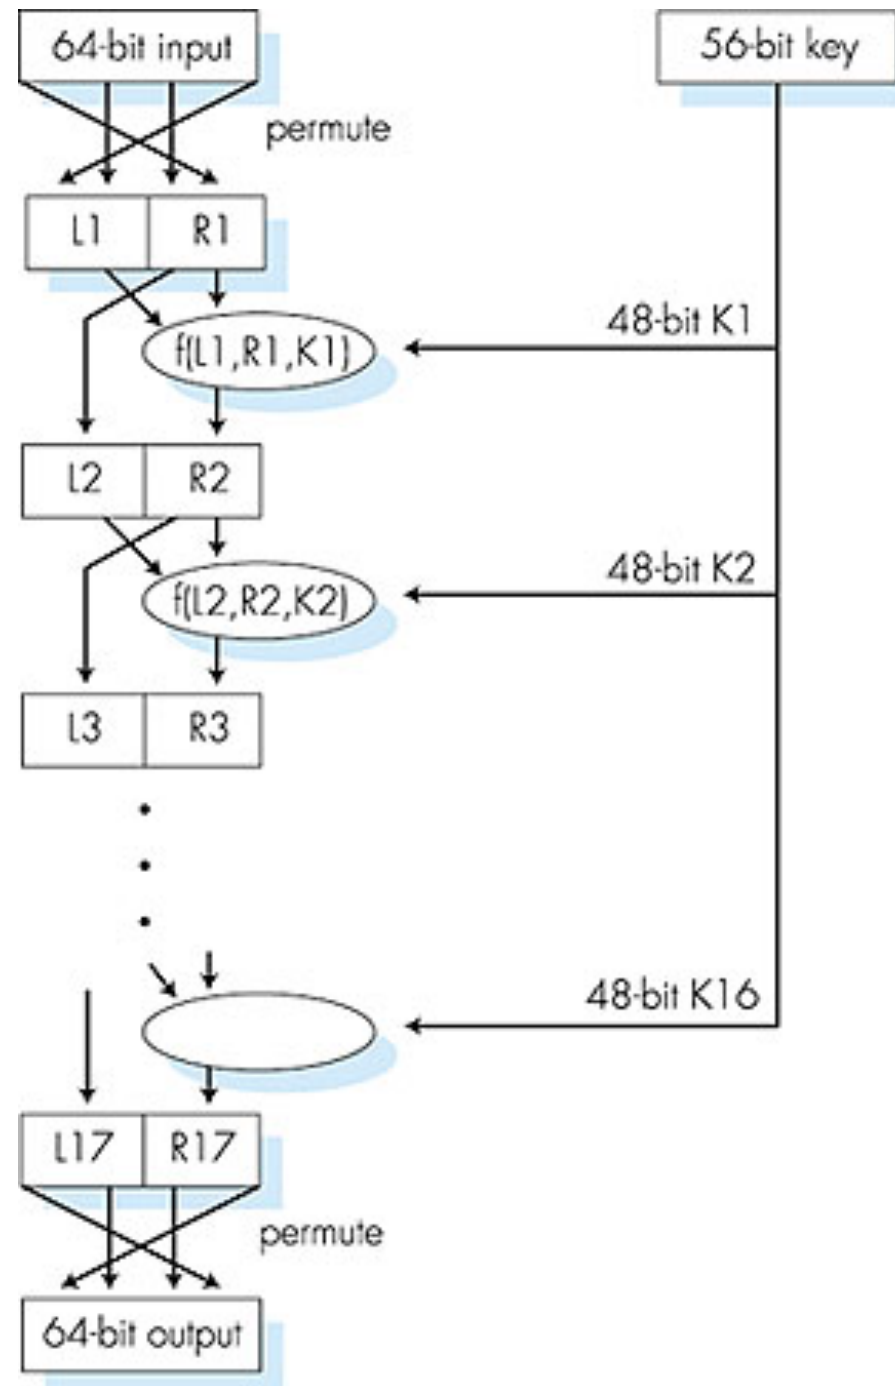 64-bit input
56-bit key
permute
L1 R1
48-bit K1
f(L1,R1,K1)
L2 R2
48-bit K2
f(L2,R2,K2)
L3 R3
48-bit K16
L17 R17
permute
64-bit output